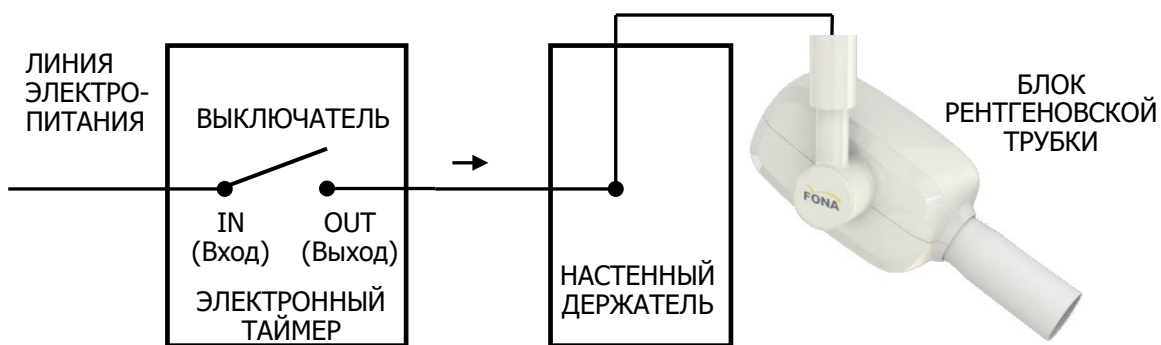 ЛИНИЯ
ЭЛЕКТРО-
ПИТАНИЯ
ВЫКЛЮЧАТЕЛЬ
IN
(Вход)
OUT
(Выход)
ЭЛЕКТРОННЫЙ
ТАЙМЕР
НАСТЕННЫЙ
ДЕРЖАТЕЛЬ
FONA
БЛОК
РЕНТГЕНОВСКОЙ
ТРУБКИ